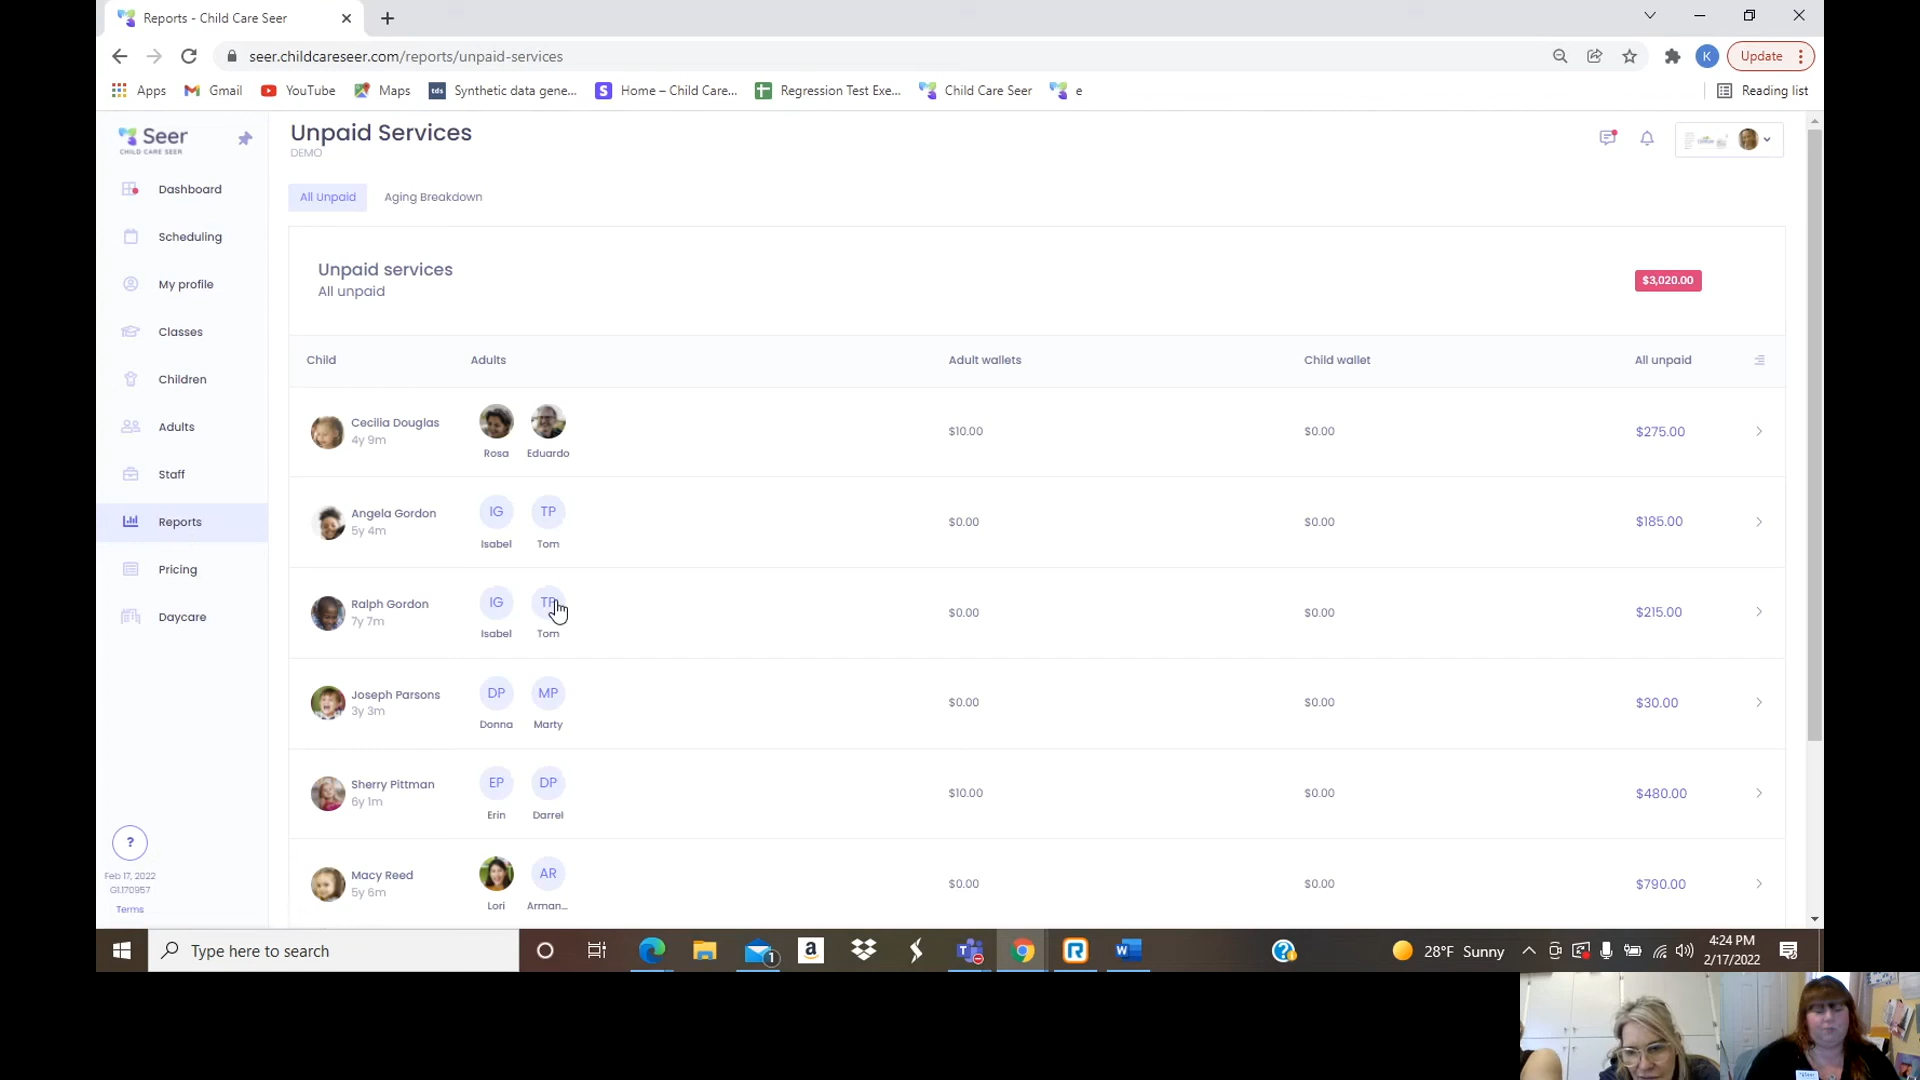 Reports - Child Care Seer
seer.childcareseer.com/reports/unpaid-services
K
Update
Apps
Gmail
YouTube
Maps
tds
Synthetic data gene...
S
Home – Child Care...
Regression Test Exe...
Child Care Seer
e
Reading list
Seer
CHILD CARE SEER
Unpaid Services
DEMO
Dashboard
Scheduling
My profile
Classes
Children
Adults
Staff
Reports
Pricing
Daycare
?
Feb 17, 2022
G1.170957
Terms
All Unpaid
Aging Breakdown
Unpaid services
All unpaid
$3,020.00
Child Adults Adult wallets Child wallet All unpaid
Cecilia Douglas
4y 9m
Rosa Eduardo
$10.00 $0.00 $275.00
Angela Gordon
5y 4m
IG TP
Isabel Tom
$0.00 $0.00 $185.00
Ralph Gordon
7y 7m
IG TP
Isabel Tom
$0.00 $0.00 $215.00
Joseph Parsons
3y 3m
DP MP
Donna Marty
$0.00 $0.00 $30.00
Sherry Pittman
6y 1m
EP DP
Erin Darrel
$10.00 $0.00 $480.00
Macy Reed
5y 6m
AR
Lori Arman...
$0.00 $0.00 $790.00
Type here to search
1
a
R
W
28°F Sunny
4:24 PM
2/17/2022